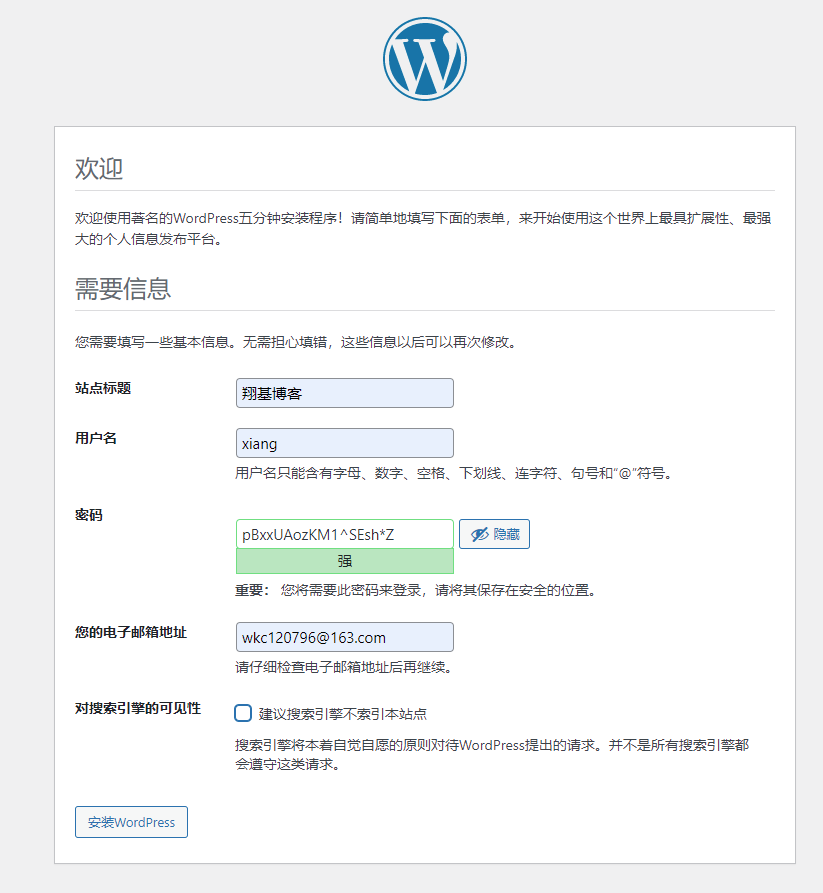 欢迎
欢迎使用著名的WordPress五分钟安装程序！请简单地填写下面的表单，来开始使用这个世界上最具扩展性、最强
大的个人信息发布平台。
需要信息
您需要填写一些基本信息。无需担心填错，这些信息以后可以再次修改。
站点标题
翔基博客
用户名
xiang
用户名只能含有字母、数字、空格、下划线、连字符、句号和“@”符号。
密码
pBxxUAozKM1^SEsh*Z
隐藏
强
重要： 您将需要此密码来登录，请将其保存在安全的位置。
您的电子邮箱地址
wkc120796@163.com
请仔细检查电子邮箱地址后再继续。
对搜索引擎的可见性
建议搜索引擎不索引本站点
搜索引擎将本着自觉自愿的原则对待WordPress提出的请求。并不是所有搜索引擎都
会遵守这类请求。
安装WordPress